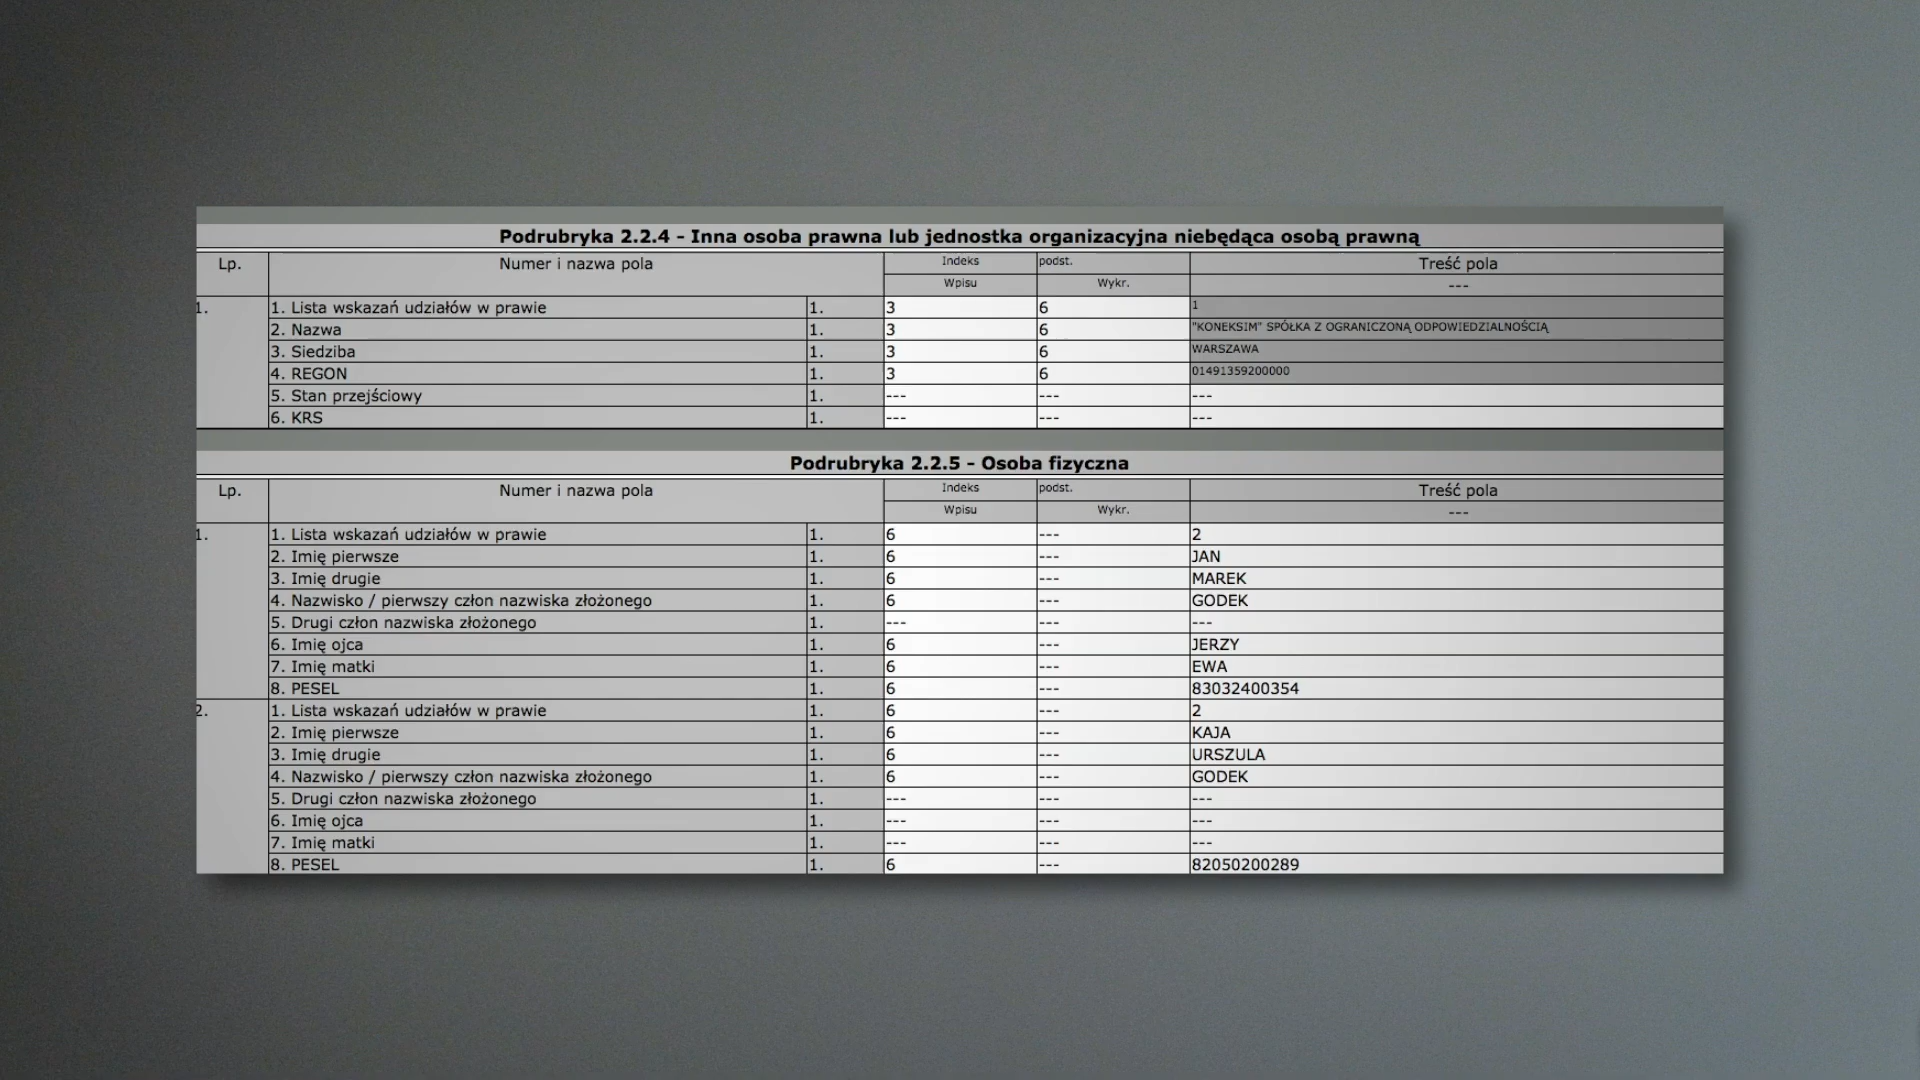 Podrubryka 2.2.4 - Inna osoba prawna lub jednostka organizacyjna niebędąca osobą prawną
Lp. Numer i nazwa pola Indeks podst. Treść pola
Wpisu Wykr. ---
1. 1. Lista wskazań udziałów w prawie 1. 3 6 1
2. Nazwa 1. 3 6 "KONEKSIM" SPÓŁKA Z OGRANICZONĄ ODPOWIEDZIALNOŚCIĄ
3. Siedziba 1. 3 6 WARSZAWA
4. REGON 1. 3 6 01491359200000
5. Stan przejściowy 1. --- --- ---
6. KRS 1. --- --- ---
Podrubryka 2.2.5 - Osoba fizyczna
Lp. Numer i nazwa pola Indeks podst. Treść pola
Wpisu Wykr. ---
1. 1. Lista wskazań udziałów w prawie 1. 6 --- 2
2. Imię pierwsze 1. 6 --- JAN
3. Imię drugie 1. 6 --- MAREK
4. Nazwisko / pierwszy człon nazwiska złożonego 1. 6 --- GODEK
5. Drugi człon nazwiska złożonego 1. --- --- ---
6. Imię ojca 1. 6 --- JERZY
7. Imię matki 1. 6 --- EWA
8. PESEL 1. 6 --- 83032400354
2. 1. Lista wskazań udziałów w prawie 1. 6 --- 2
2. Imię pierwsze 1. 6 --- KAJA
3. Imię drugie 1. 6 --- URSZULA
4. Nazwisko / pierwszy człon nazwiska złożonego 1. 6 --- GODEK
5. Drugi człon nazwiska złożonego 1. --- --- ---
6. Imię ojca 1. --- --- ---
7. Imię matki 1. --- --- ---
8. PESEL 1. 6 --- 82050200289